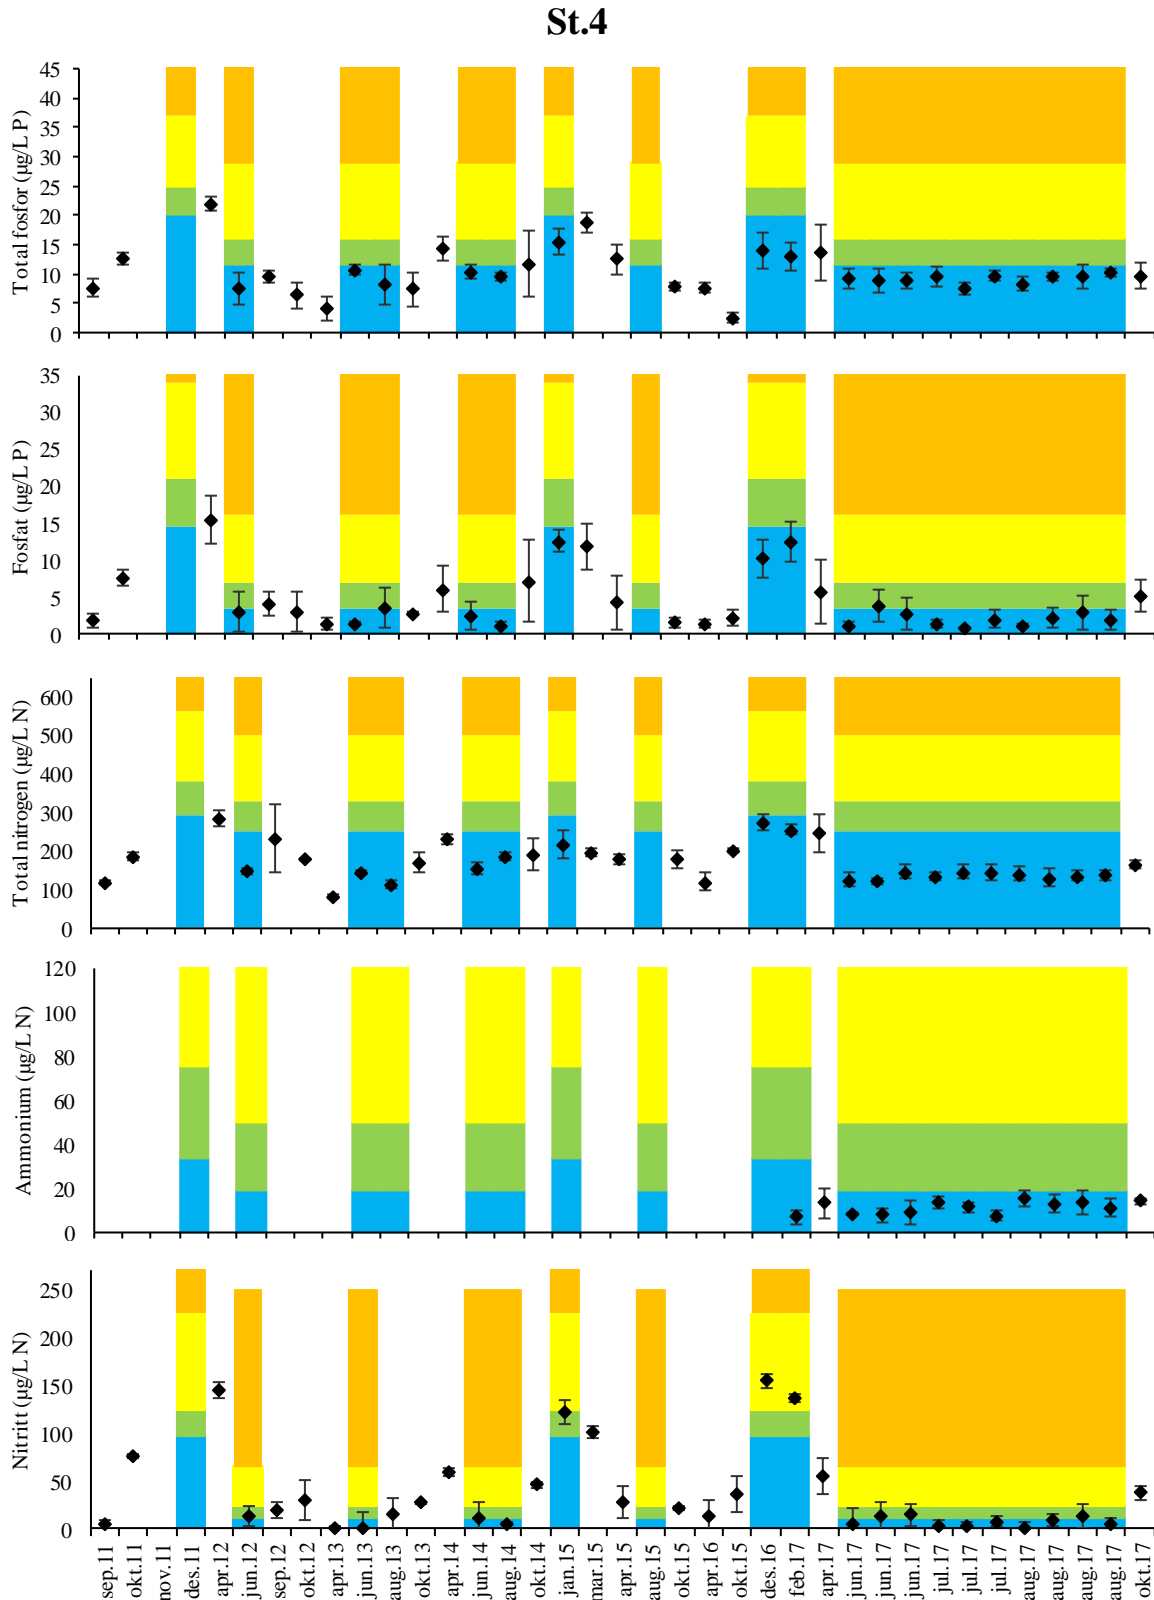 St.4
Total fosfor (µg/L P)
45
40
35
30
25
20
15
10
5
0
Fosfat (µg/L P)
35
30
25
20
15
10
5
0
Total nitrogen (µg/L N)
600
500
400
300
200
100
0
Ammonium (µg/L N)
120
100
80
60
40
20
0
Nitritt (µg/L N)
250
200
150
100
50
0
sep.11
okt.11
nov.11
des.11
apr.12
jun.12
sep.12
okt.12
apr.13
jun.13
aug.13
okt.13
apr.14
jun.14
aug.14
okt.14
jan.15
mar.15
apr.15
aug.15
okt.15
apr.16
okt.15
des.16
feb.17
apr.17
jun.17
jun.17
jun.17
jul.17
jul.17
jul.17
aug.17
aug.17
aug.17
aug.17
okt.17